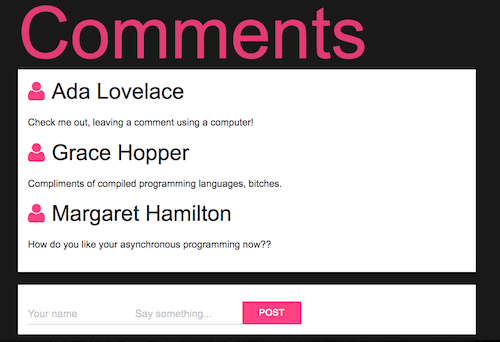 Comments
Ada Lovelace
Check me out, leaving a comment using a computer!
Grace Hopper
Compliments of compiled programming languages, bitches.
Margaret Hamilton
How do you like your asynchronous programming now??
Your name Say something... POST